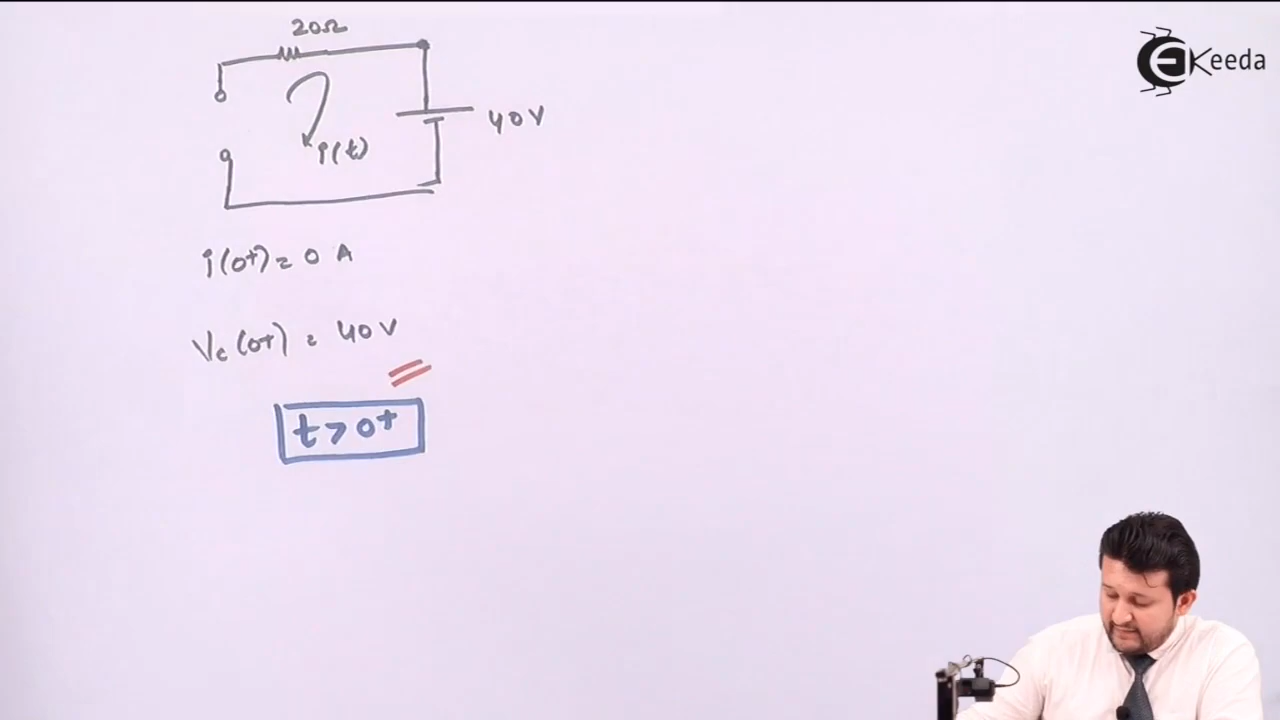 20Ω
EKeeda
40V
i(t)
i(0+) = 0 A
Vc(0+) = 40V
t > 0+